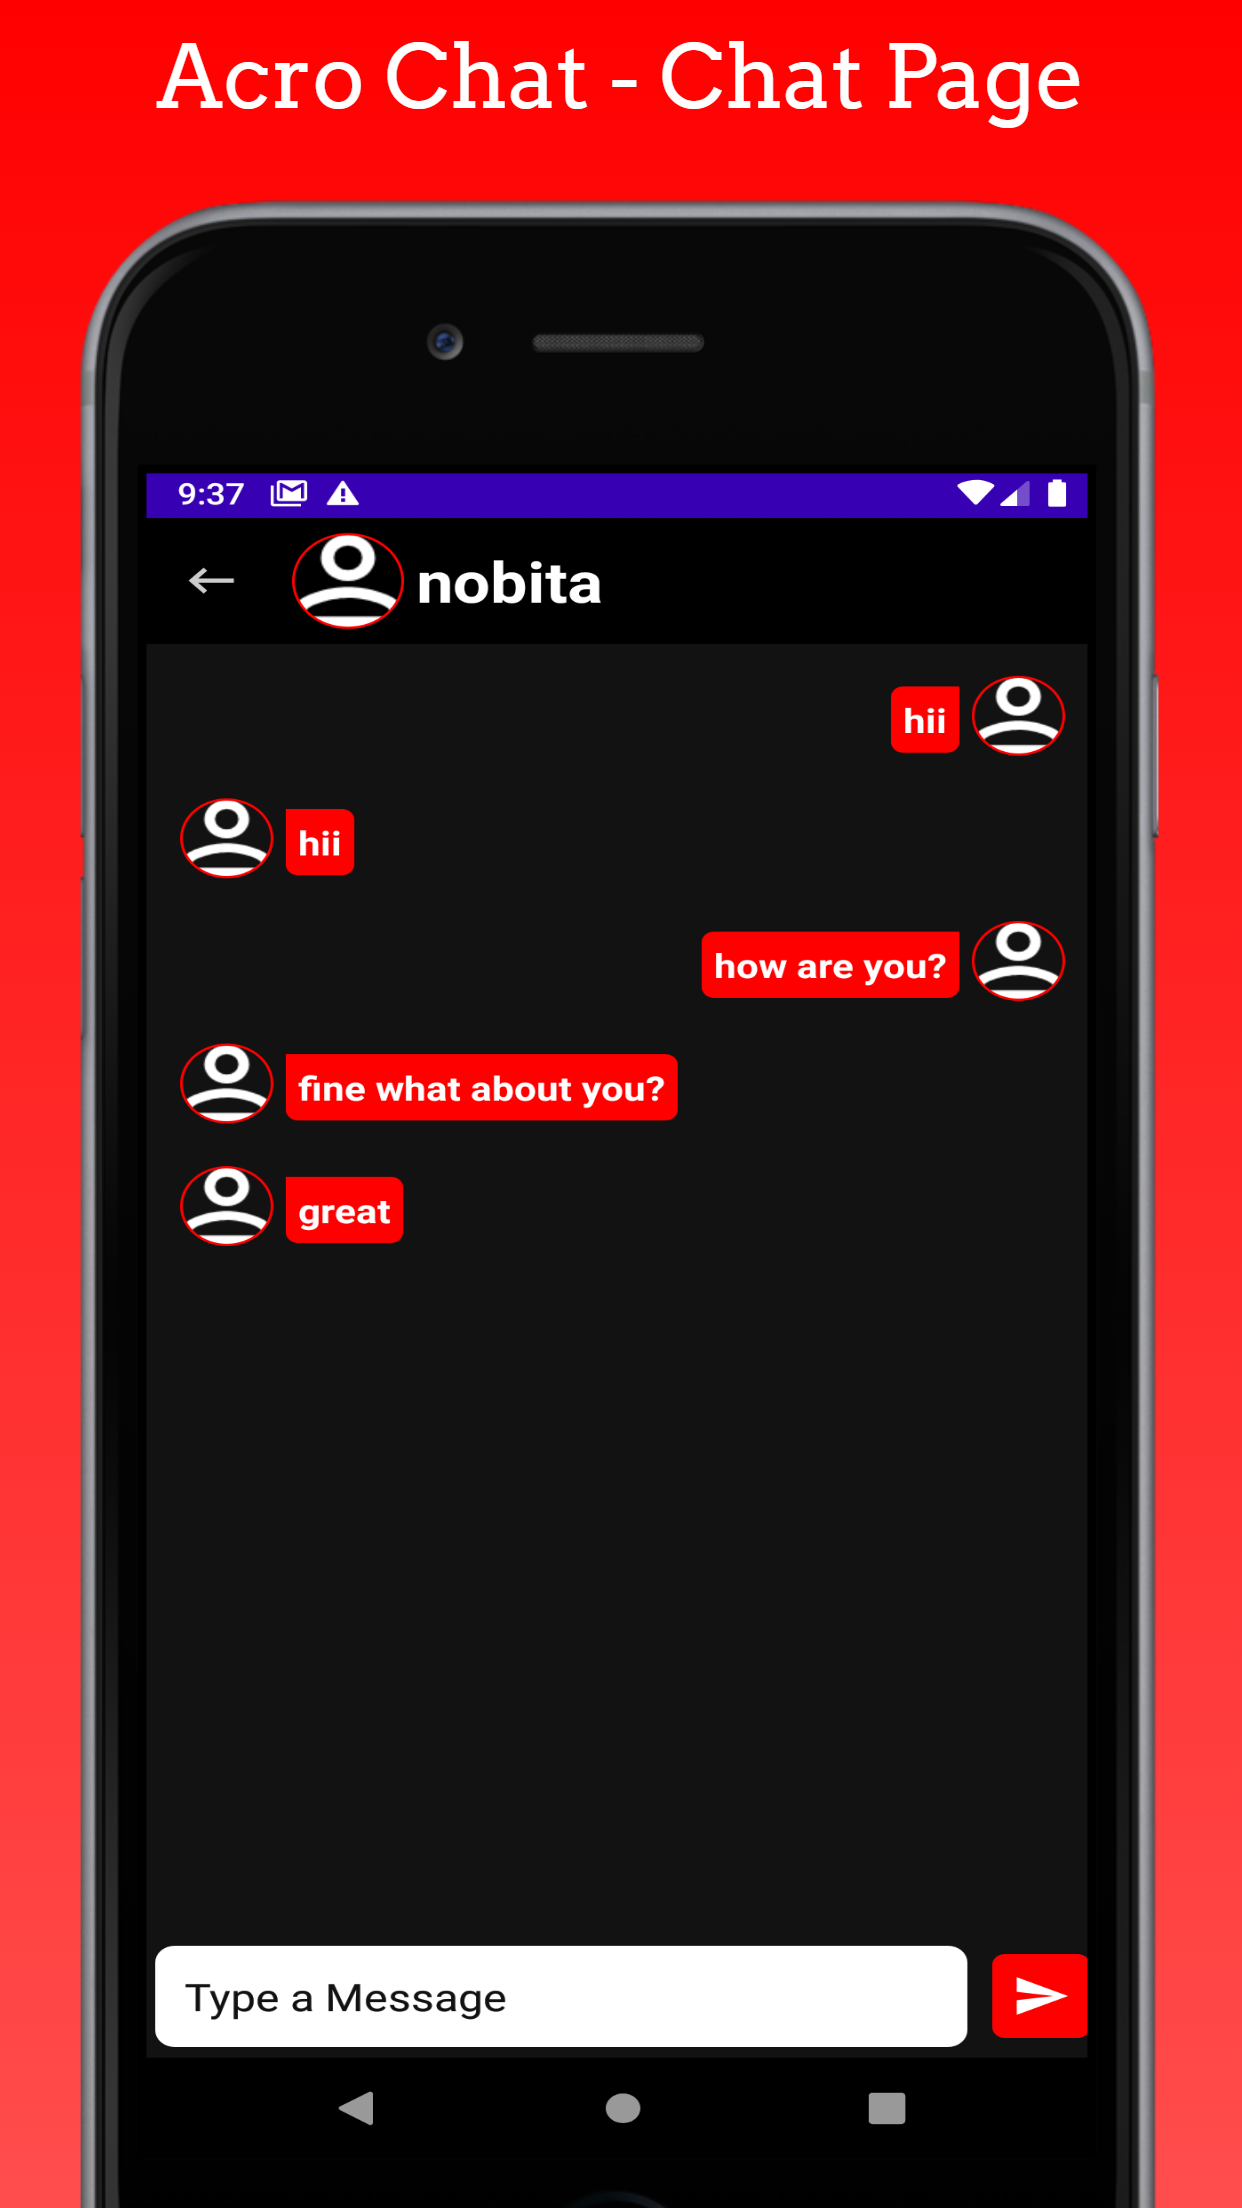 Acro Chat - Chat Page
9:37
nobita
hii
hii
how are you?
fine what about you?
great
Type a Message